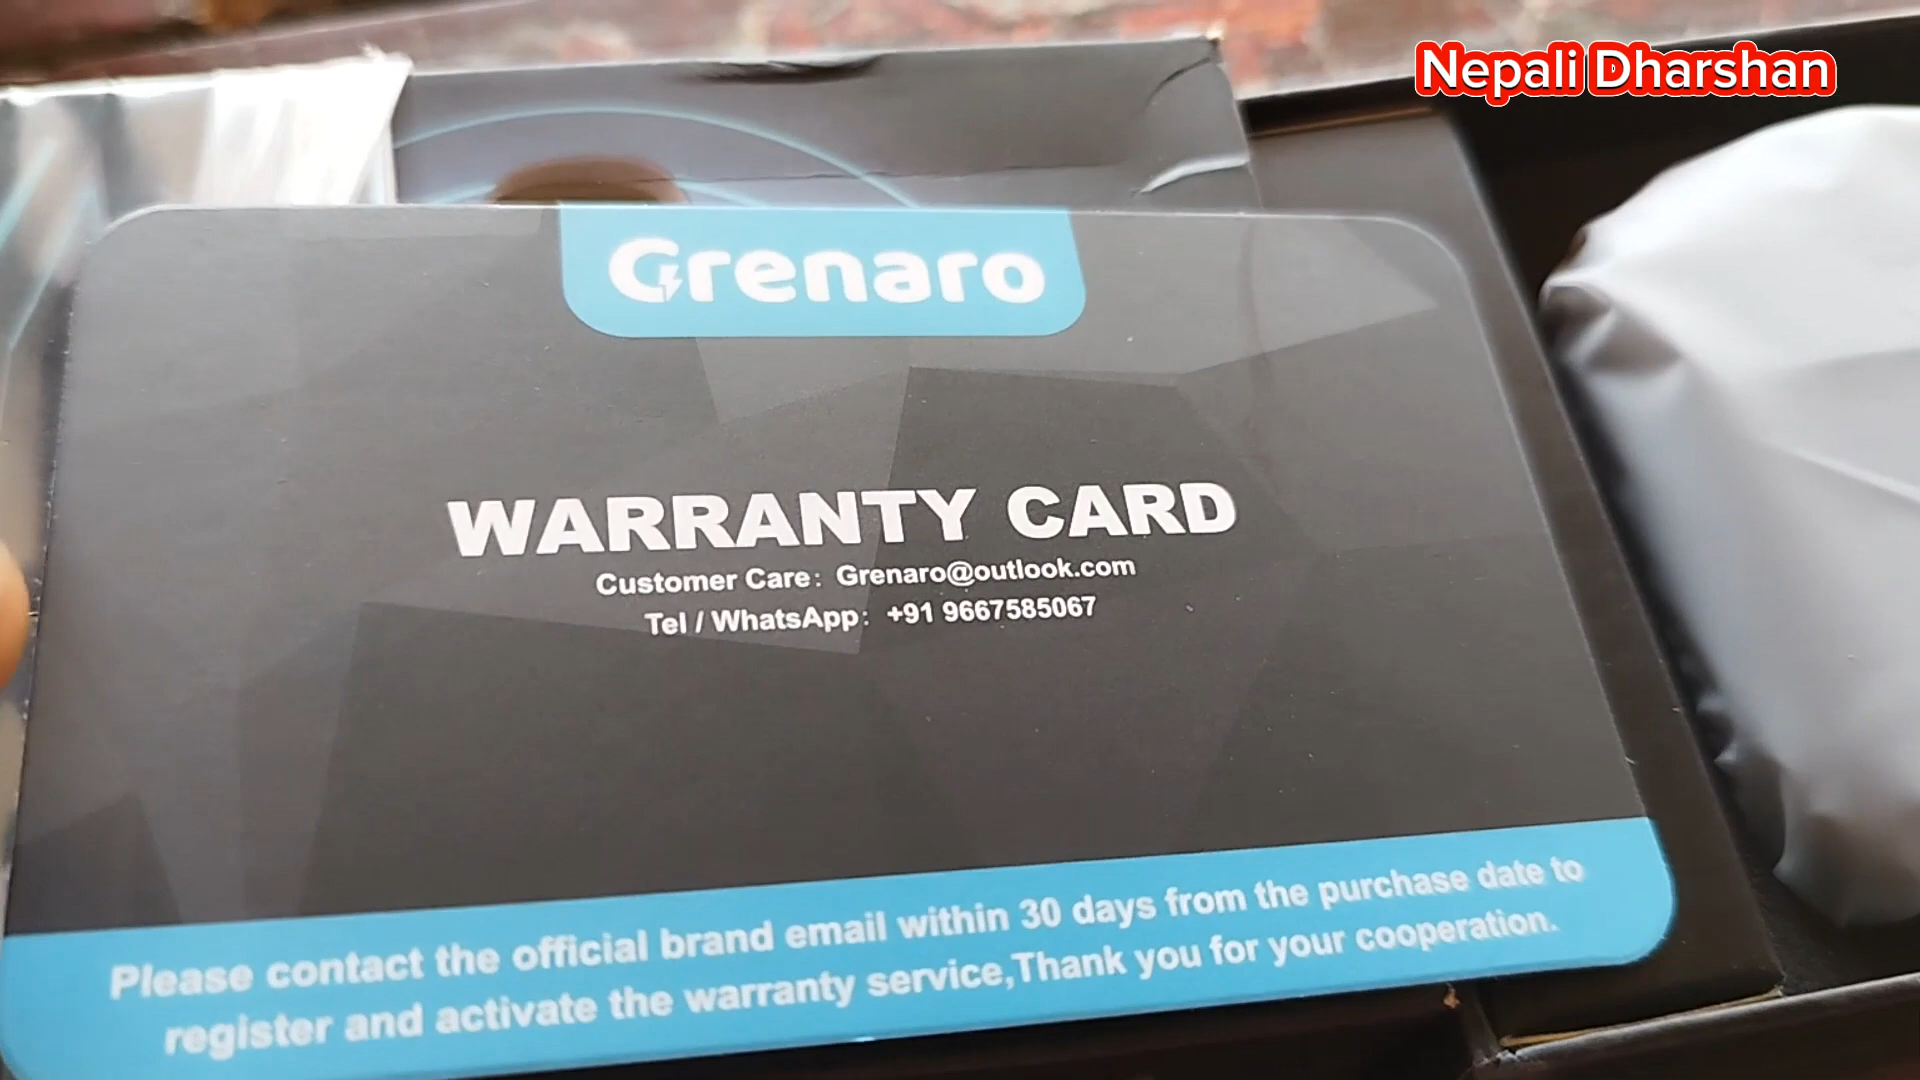 Nepali Dharshan
Grenaro
WARRANTY CARD
Customer Care: Grenaro@outlook.com
Tel / WhatsApp: +91 9667585067
Please contact the official brand email within 30 days from the purchase date to
register and activate the warranty service,Thank you for your cooperation.